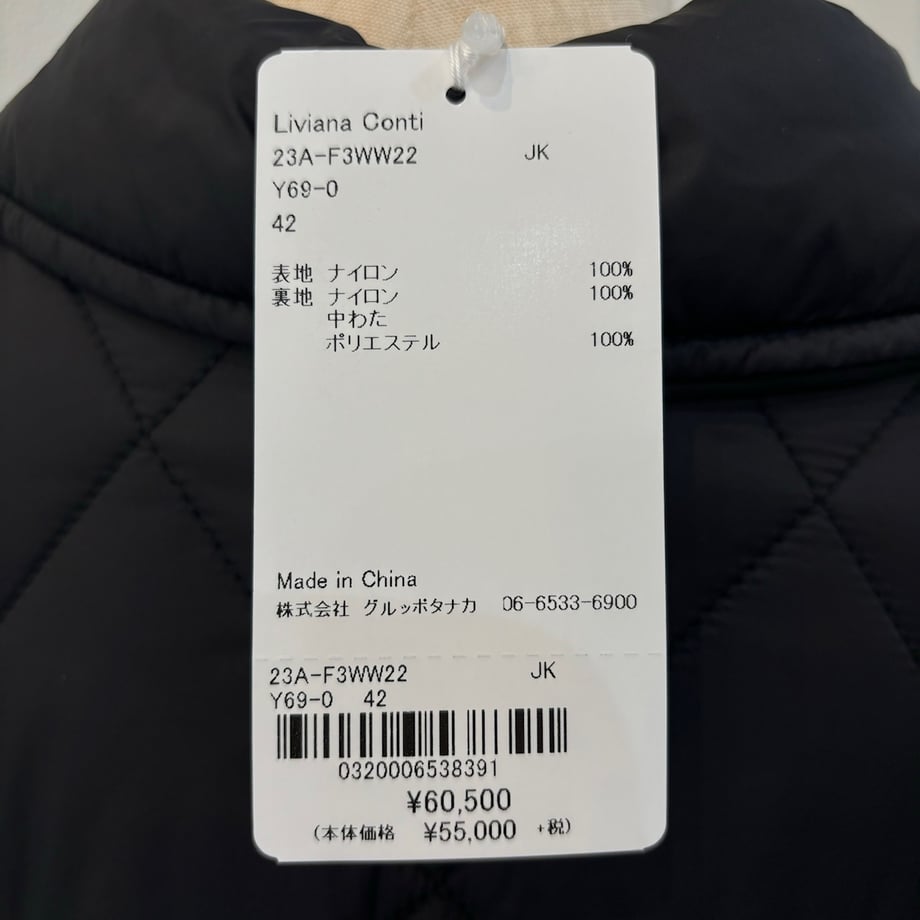 Liviana Conti
23A-F3WW22 JK
Y69-0
42
表地 ナイロン 100%
裏地 ナイロン 100%
中わた
ポリエステル 100%
Made in China
株式会社 グルッポタナカ 06-6533-6900
23A-F3WW22 JK
Y69-0 42
0320006538391
¥60,500
(本体価格 ¥55,000 +税)